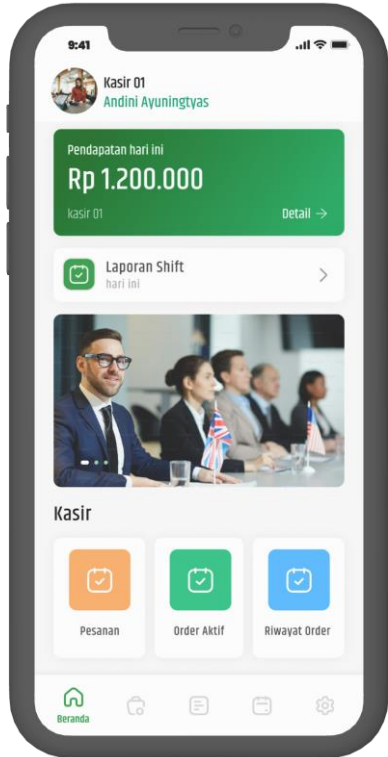 9:41
Kasir 01
Andini Ayuningtyas
Pendapatan hari ini
Rp 1.200.000
kasir 01
Detail →
Laporan Shift
hari ini
Kasir
Pesanan
Order Aktif
Riwayat Order
Beranda